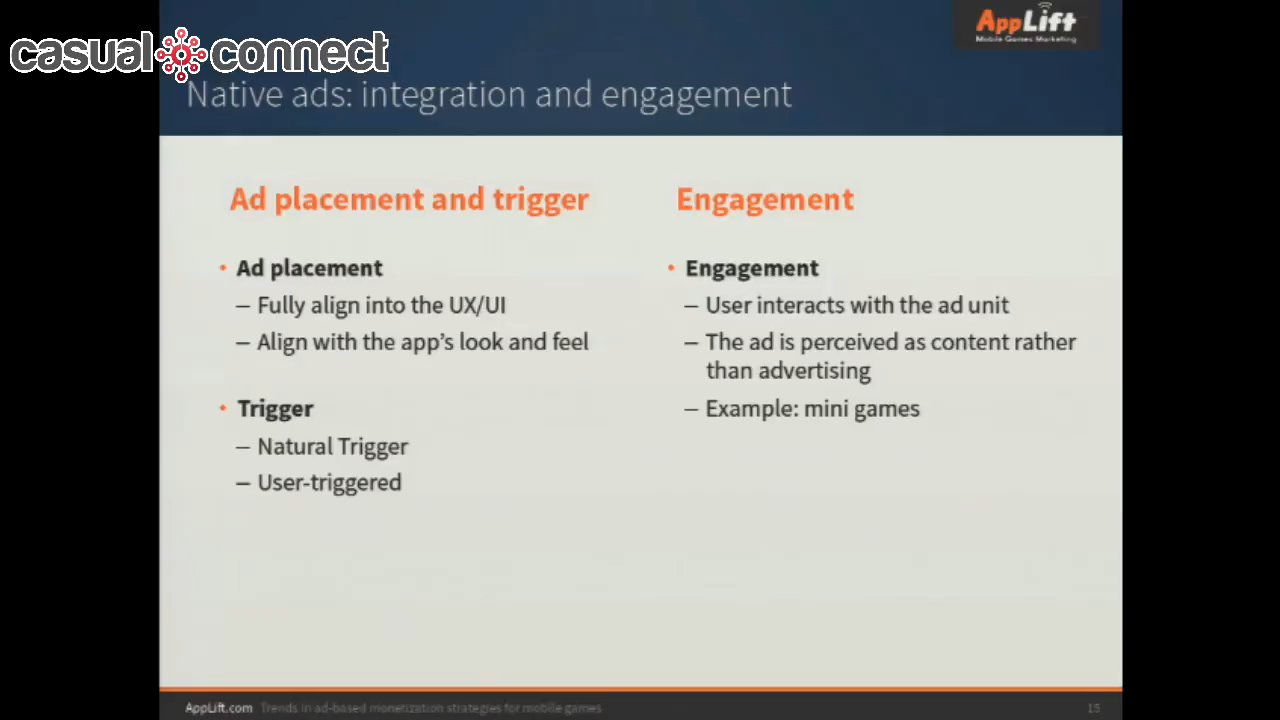 AppLift
Mobile Games Marketing
casual connect
Native ads: integration and engagement
Ad placement and trigger
• Ad placement
– Fully align into the UX/UI
– Align with the app's look and feel
• Trigger
– Natural Trigger
– User-triggered
Engagement
• Engagement
– User interacts with the ad unit
– The ad is perceived as content rather
than advertising
– Example: mini games
AppLift.com Trends in ad-based monetization strategies for mobile games 15